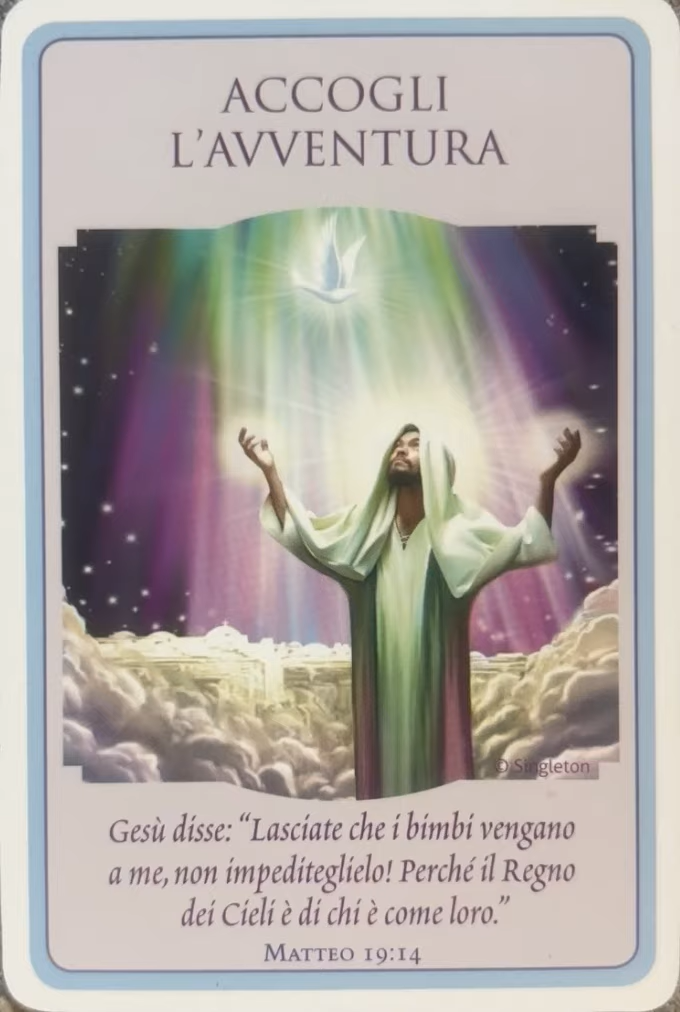 ACCOGLI
L'AVVENTURA
© Singleton
Gesù disse: “Lasciate che i bimbi vengano
a me, non impediteglielo! Perché il Regno
dei Cieli è di chi è come loro.”
MATTEO 19:14